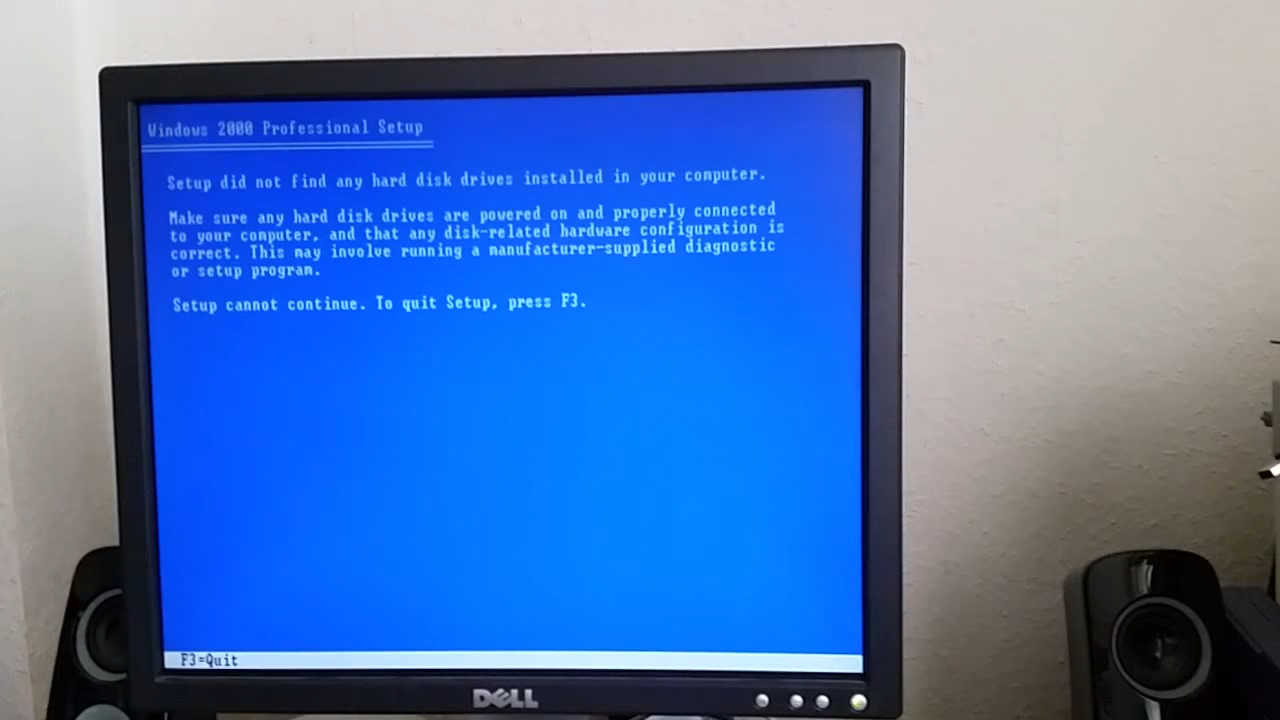 Windows 2000 Professional Setup
Setup did not find any hard disk drives installed in your computer.
Make sure any hard disk drives are powered on and properly connected
to your computer, and that any disk-related hardware configuration is
correct. This may involve running a manufacturer-supplied diagnostic
or setup program.
Setup cannot continue. To quit Setup, press F3.
F3=Quit
DELL